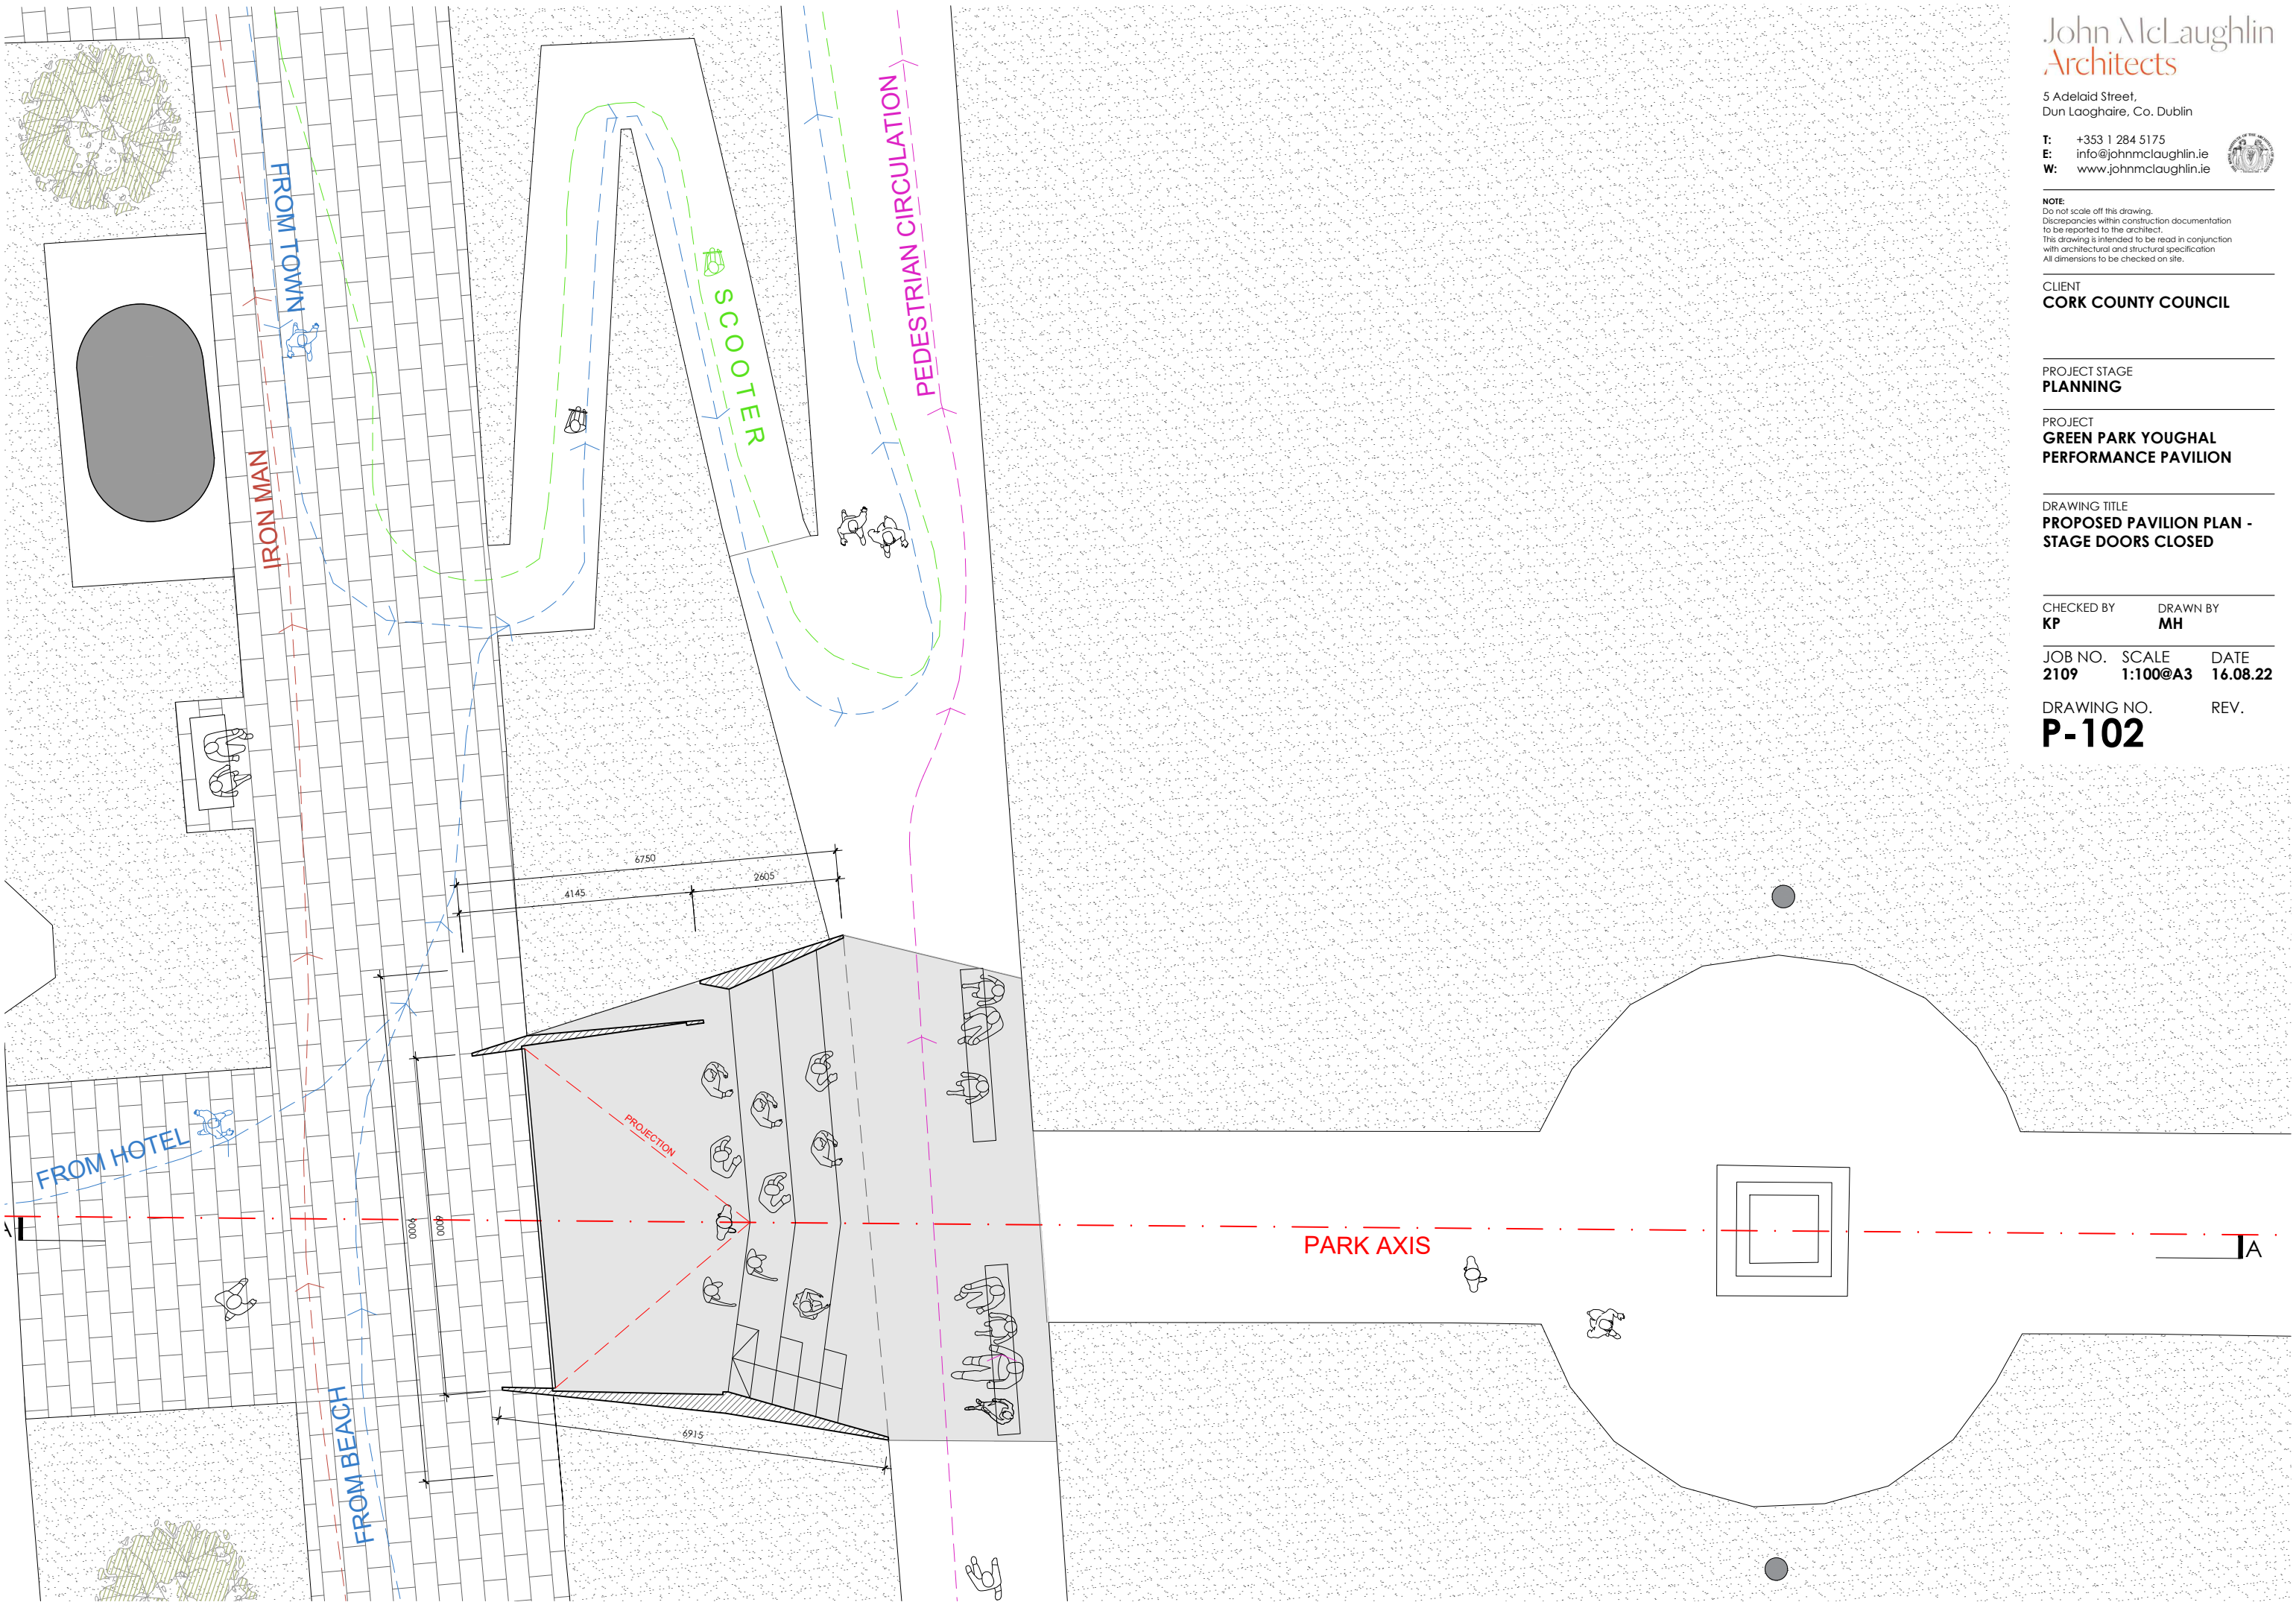 John McLaughlin
Architects
5 Adelaid Street,
Dun Laoghaire, Co. Dublin
T: +353 1 284 5175
E: info@johnmclaughlin.ie
W: www.johnmclaughlin.ie
NOTE:
Do not scale off this drawing.
Discrepancies within construction documentation
to be reported to the architect.
This drawing is intended to be read in conjunction
with architectural and structural specification
All dimensions to be checked on site.
CLIENT
CORK COUNTY COUNCIL
PROJECT STAGE
PLANNING
PROJECT
GREEN PARK YOUGHAL
PERFORMANCE PAVILION
DRAWING TITLE
PROPOSED PAVILION PLAN -
STAGE DOORS CLOSED
CHECKED BY DRAWN BY
KP MH
JOB NO. SCALE DATE
2109 1:100@A3 16.08.22
DRAWING NO. REV.
P-102
FROM TOWN
IRON MAN
SCOOTER
PEDESTRIAN CIRCULATION
6750
4145
2605
PROJECTION
FROM HOTEL
9000
6000
A
PARK AXIS
A
FROM BEACH
6915